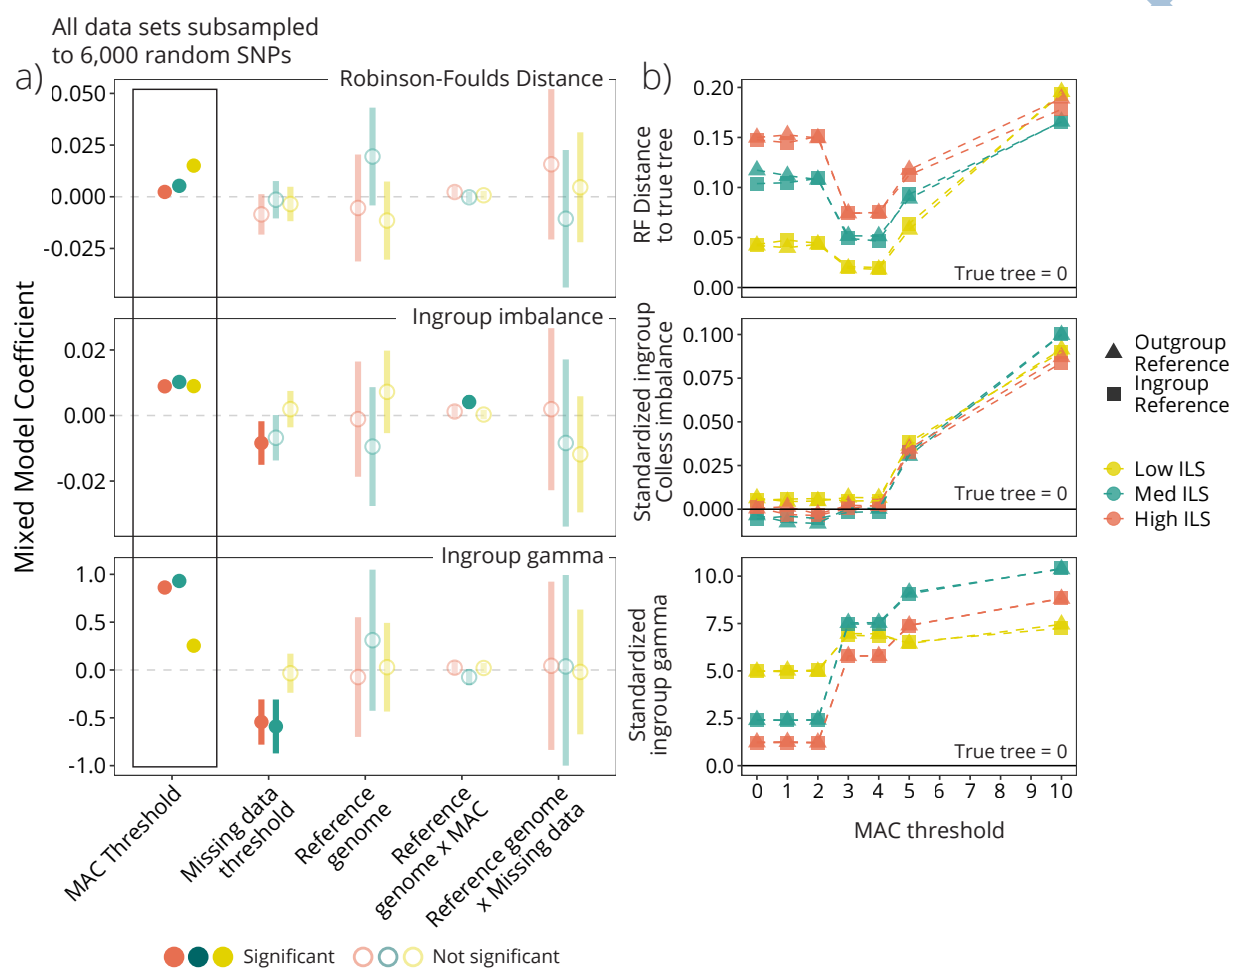 All data sets subsampled
to 6,000 random SNPs
a)
Robinson-Foulds Distance
0.050
0.025
0.000
-0.025
Ingroup imbalance
0.02
0.00
-0.02
Ingroup gamma
1.0
0.5
0.0
-0.5
-1.0
Mixed Model Coefficient
MAC Threshold
Missing data
threshold
Reference
genome
Reference
genome x MAC
Reference genome
x Missing data
Significant
Not significant
b)
RF Distance
to true tree
0.20
0.15
0.10
0.05
0.00
True tree = 0
Standardized ingroup
Colless imbalance
0.100
0.075
0.050
0.025
0.000
True tree = 0
Standardized
ingroup gamma
10.0
7.5
5.0
2.5
0.0
True tree = 0
0 1 2 3 4 5 6 7 8 9 10
MAC threshold
Outgroup
Reference
Ingroup
Reference
Low ILS
Med ILS
High ILS